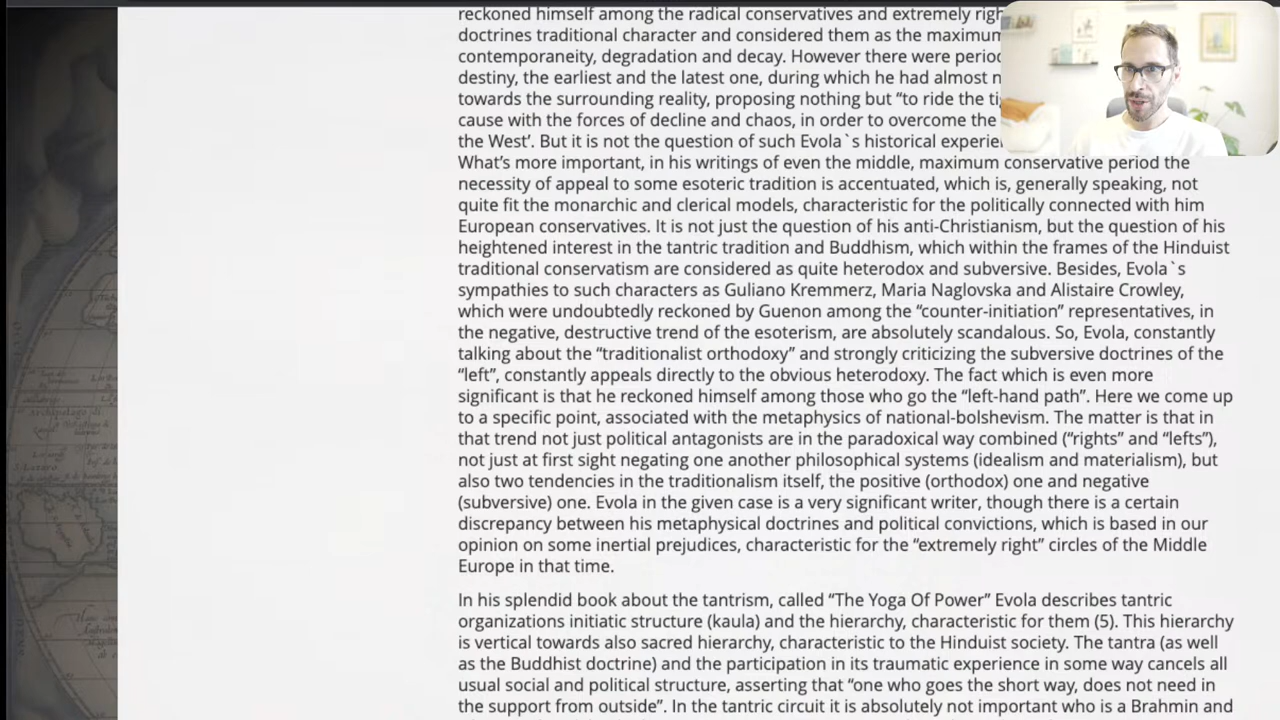 reckoned himself among the radical conservatives and extremely
doctrines traditional character and considered them as the maximum
contemporaneity, degradation and decay. However there were
destiny, the earliest and the latest one, during which he had almost
towards the surrounding reality, proposing nothing but “to ride the
cause with the forces of decline and chaos, in order to overcome the
the West’. But it is not the question of such Evola`s historical
What’s more important, in his writings of even the middle, maximum conservative period the
necessity of appeal to some esoteric tradition is accentuated, which is, generally speaking, not
quite fit the monarchic and clerical models, characteristic for the politically connected with him
European conservatives. It is not just the question of his anti-Christianism, but the question of his
heightened interest in the tantric tradition and Buddhism, which within the frames of the Hinduist
traditional conservatism are considered as quite heterodox and subversive. Besides, Evola`s
sympathies to such characters as Guliano Kremmerz, Maria Naglovska and Alistaire Crowley,
which were undoubtedly reckoned by Guenon among the “counter-initiation” representatives, in
the negative, destructive trend of the esoterism, are absolutely scandalous. So, Evola, constantly
talking about the “traditionalist orthodoxy” and strongly criticizing the subversive doctrines of the
“left”, constantly appeals directly to the obvious heterodoxy. The fact which is even more
significant is that he reckoned himself among those who go the “left-hand path”. Here we come up
to a specific point, associated with the metaphysics of national-bolshevism. The matter is that in
that trend not just political antagonists are in the paradoxical way combined (“rights” and “lefts”),
not just at first sight negating one another philosophical systems (idealism and materialism), but
also two tendencies in the traditionalism itself, the positive (orthodox) one and negative
(subversive) one. Evola in the given case is a very significant writer, though there is a certain
discrepancy between his metaphysical doctrines and political convictions, which is based in our
opinion on some inertial prejudices, characteristic for the “extremely right” circles of the Middle
Europe in that time.
In his splendid book about the tantrism, called “The Yoga Of Power” Evola describes tantric
organizations initiatic structure (kaula) and the hierarchy, characteristic for them (5). This hierarchy
is vertical towards also sacred hierarchy, characteristic to the Hinduist society. The tantra (as well
as the Buddhist doctrine) and the participation in its traumatic experience in some way cancels all
usual social and political structure, asserting that “one who goes the short way, does not need in
the support from outside”. In the tantric circuit it is absolutely not important who is a Brahmin and